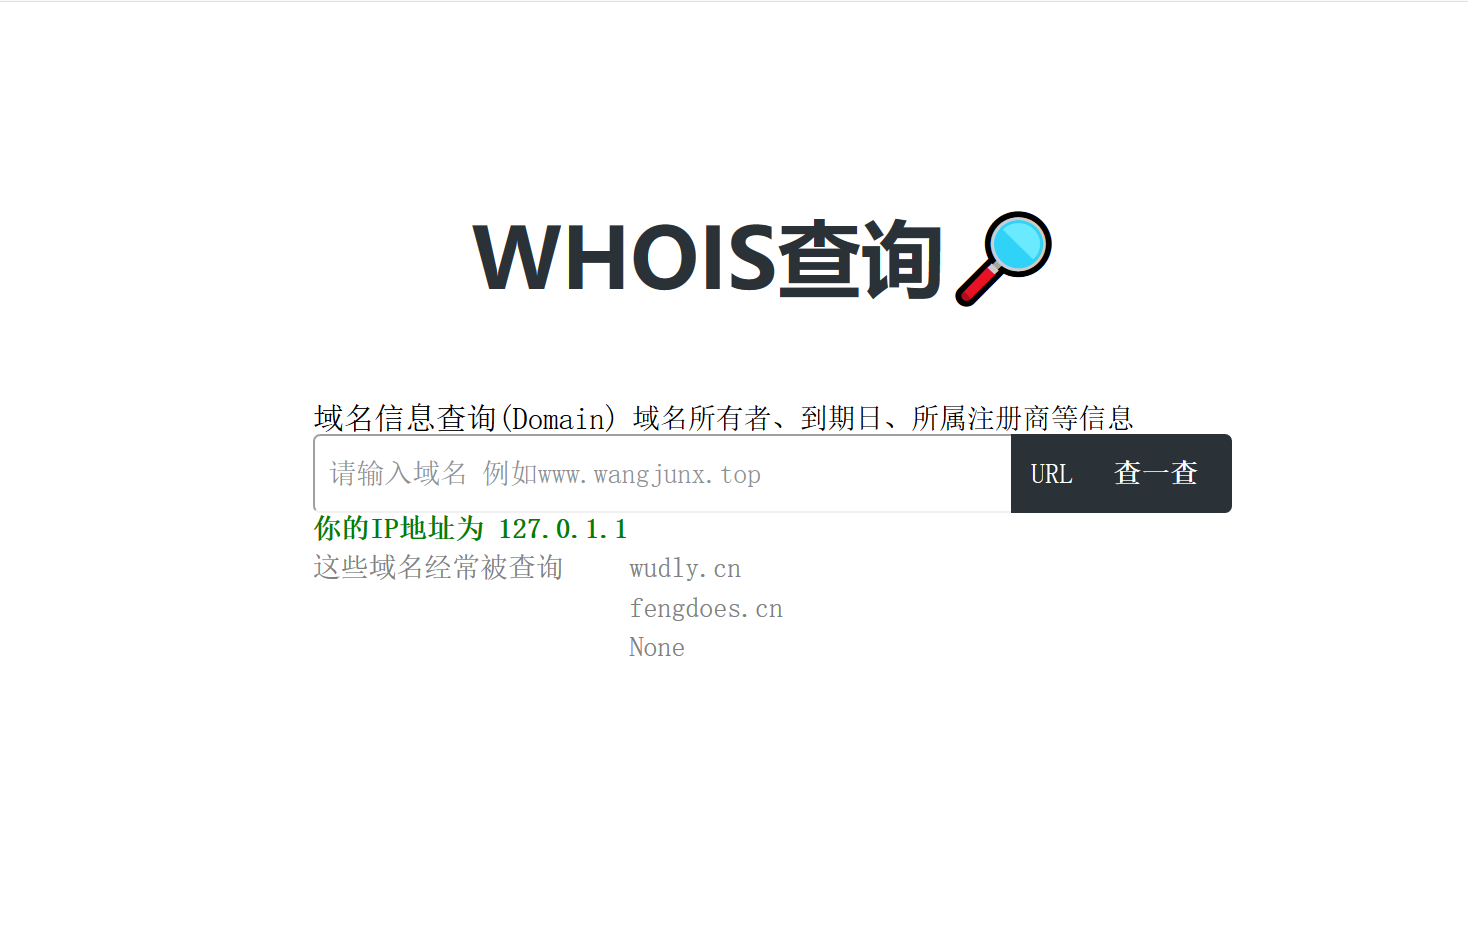 WHOIS查询
域名信息查询(Domain) 域名所有者、到期日、所属注册商等信息
请输入域名 例如www.wangjunx.top URL 查一查
你的IP地址为 127.0.1.1
这些域名经常被查询 wudly.cn
fengdoes.cn
None